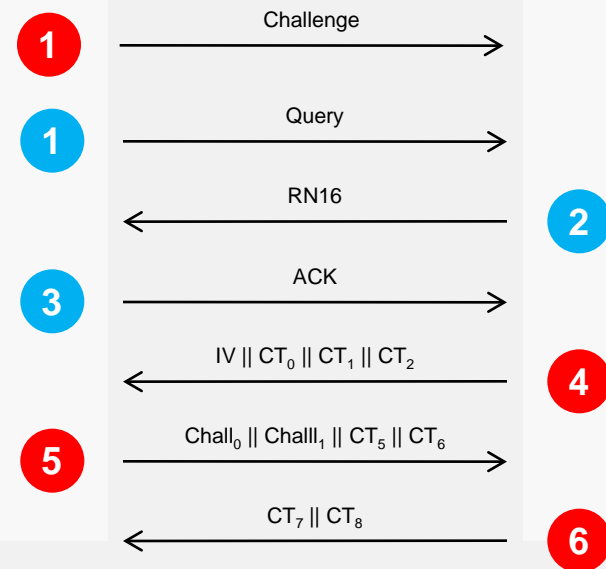 Challenge
1
Query
1
RN16
2
ACK
3
IV || CT₀ || CT₁ || CT₂
4
Chall₀ || Challl₁ || CT₅ || CT₆
5
CT₇ || CT₈
6